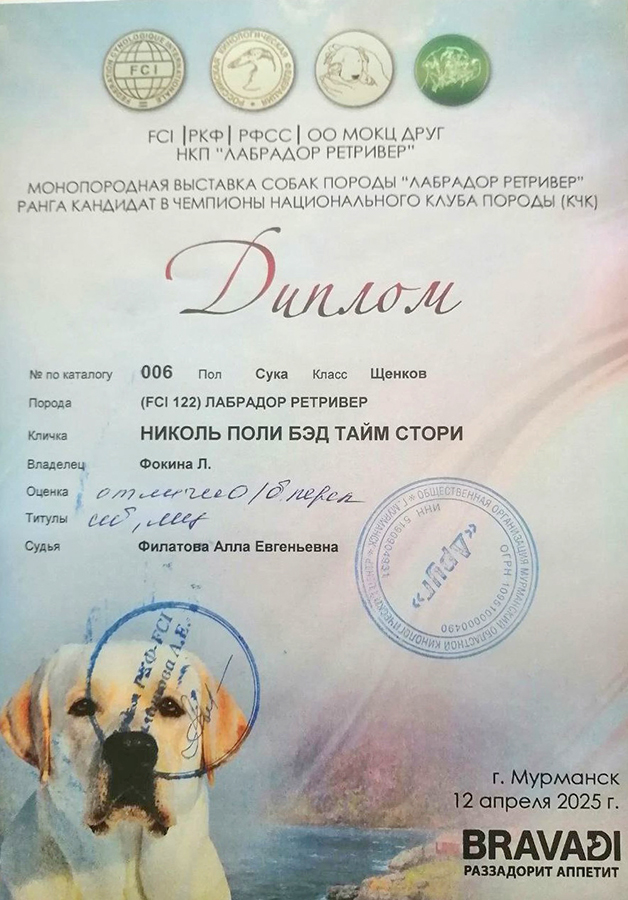 FCI
FCI |РКФ| РФСС| ОО МОКЦ ДРУГ
НКП "ЛАБРАДОР РЕТРИВЕР"
МОНОПОРОДНАЯ ВЫСТАВКА СОБАК ПОРОДЫ "ЛАБРАДОР РЕТРИВЕР"
РАНГА КАНДИДАТ В ЧЕМПИОНЫ НАЦИОНАЛЬНОГО КЛУБА ПОРОДЫ (КЧК)
Диплом
№ по каталогу 006 Пол Сука Класс Щенков
Порода (FCI 122) ЛАБРАДОР РЕТРИВЕР
Кличка НИКОЛЬ ПОЛИ БЭД ТАЙМ СТОРИ
Владелец Фокина Л.
Оценка
Титулы
Судья Филатова Алла Евгеньевна
«Друг»
РКФ-FCI
г. Мурманск
12 апреля 2025 г.
BRAVADI
РАЗЗАДОРИТ АППЕТИТ